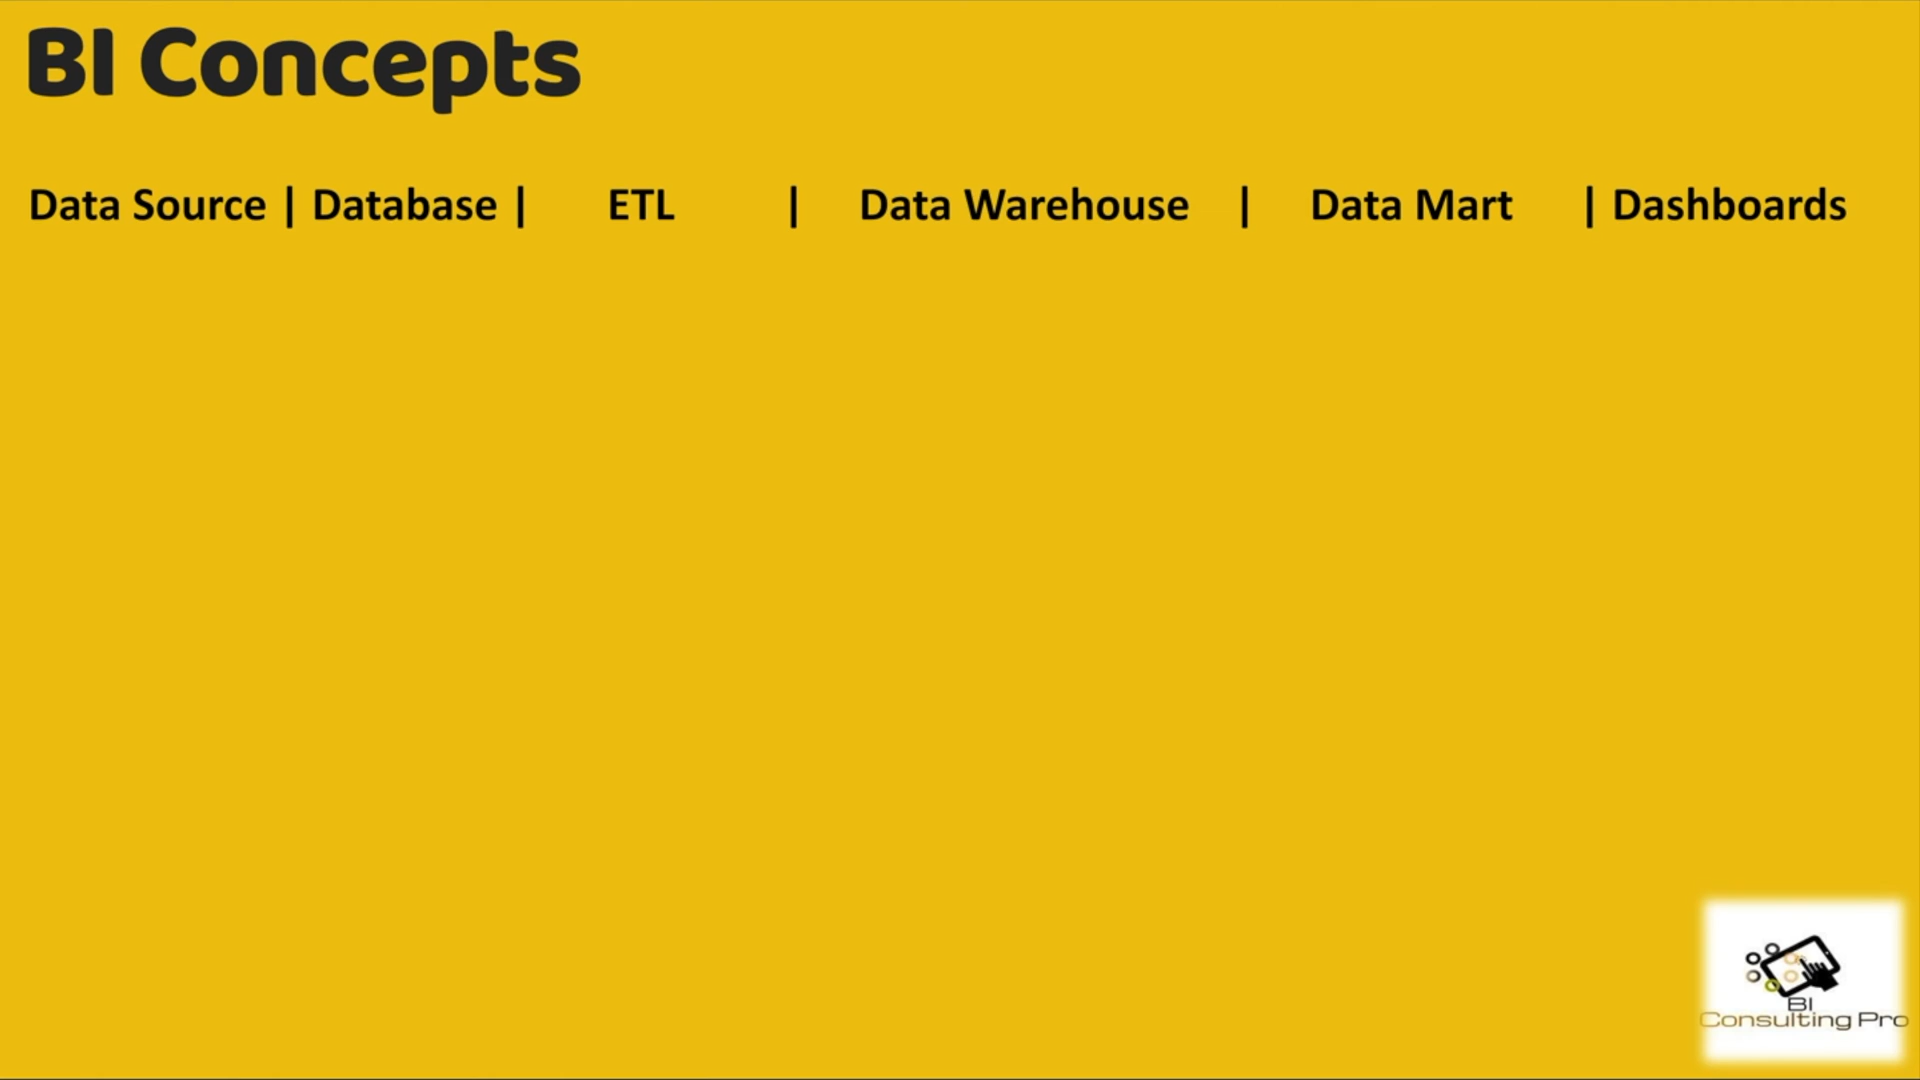 BI Concepts
Data Source | Database | ETL | Data Warehouse | Data Mart | Dashboards
BI
Consulting Pro